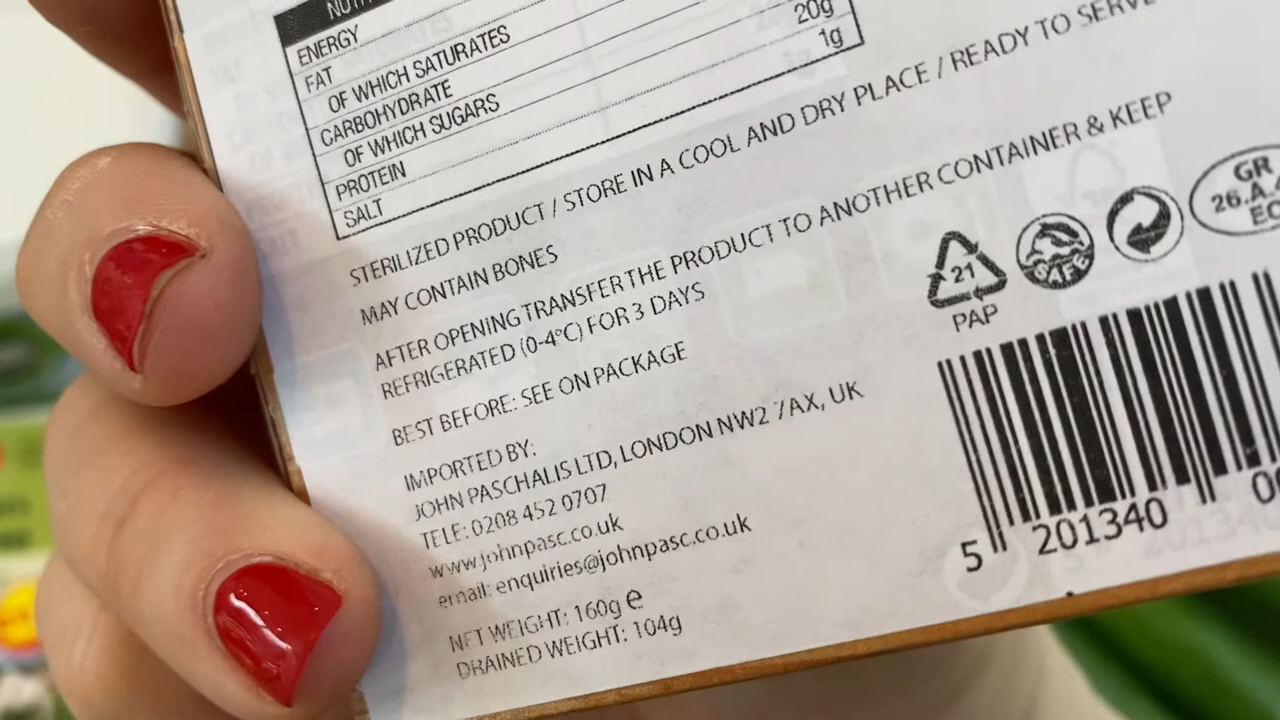 ENERGY
FAT
OF WHICH SATURATES
CARBOHYDRATE
OF WHICH SUGARS
PROTEIN 20g
SALT 1g
STERILIZED PRODUCT / STORE IN A COOL AND DRY PLACE / READY TO SERVE
MAY CONTAIN BONES
AFTER OPENING TRANSFER THE PRODUCT TO ANOTHER CONTAINER & KEEP
REFRIGERATED (0-4°C) FOR 3 DAYS
BEST BEFORE: SEE ON PACKAGE
IMPORTED BY:
JOHN PASCHALIS LTD, LONDON NW2 7AX, UK
TELE: 0208 452 0707
www.johnpasc.co.uk
email: enquiries@johnpasc.co.uk
NET WEIGHT: 160g e
DRAINED WEIGHT: 104g
21
PAP
SAFE
GR
26.A.
EC
5 201340